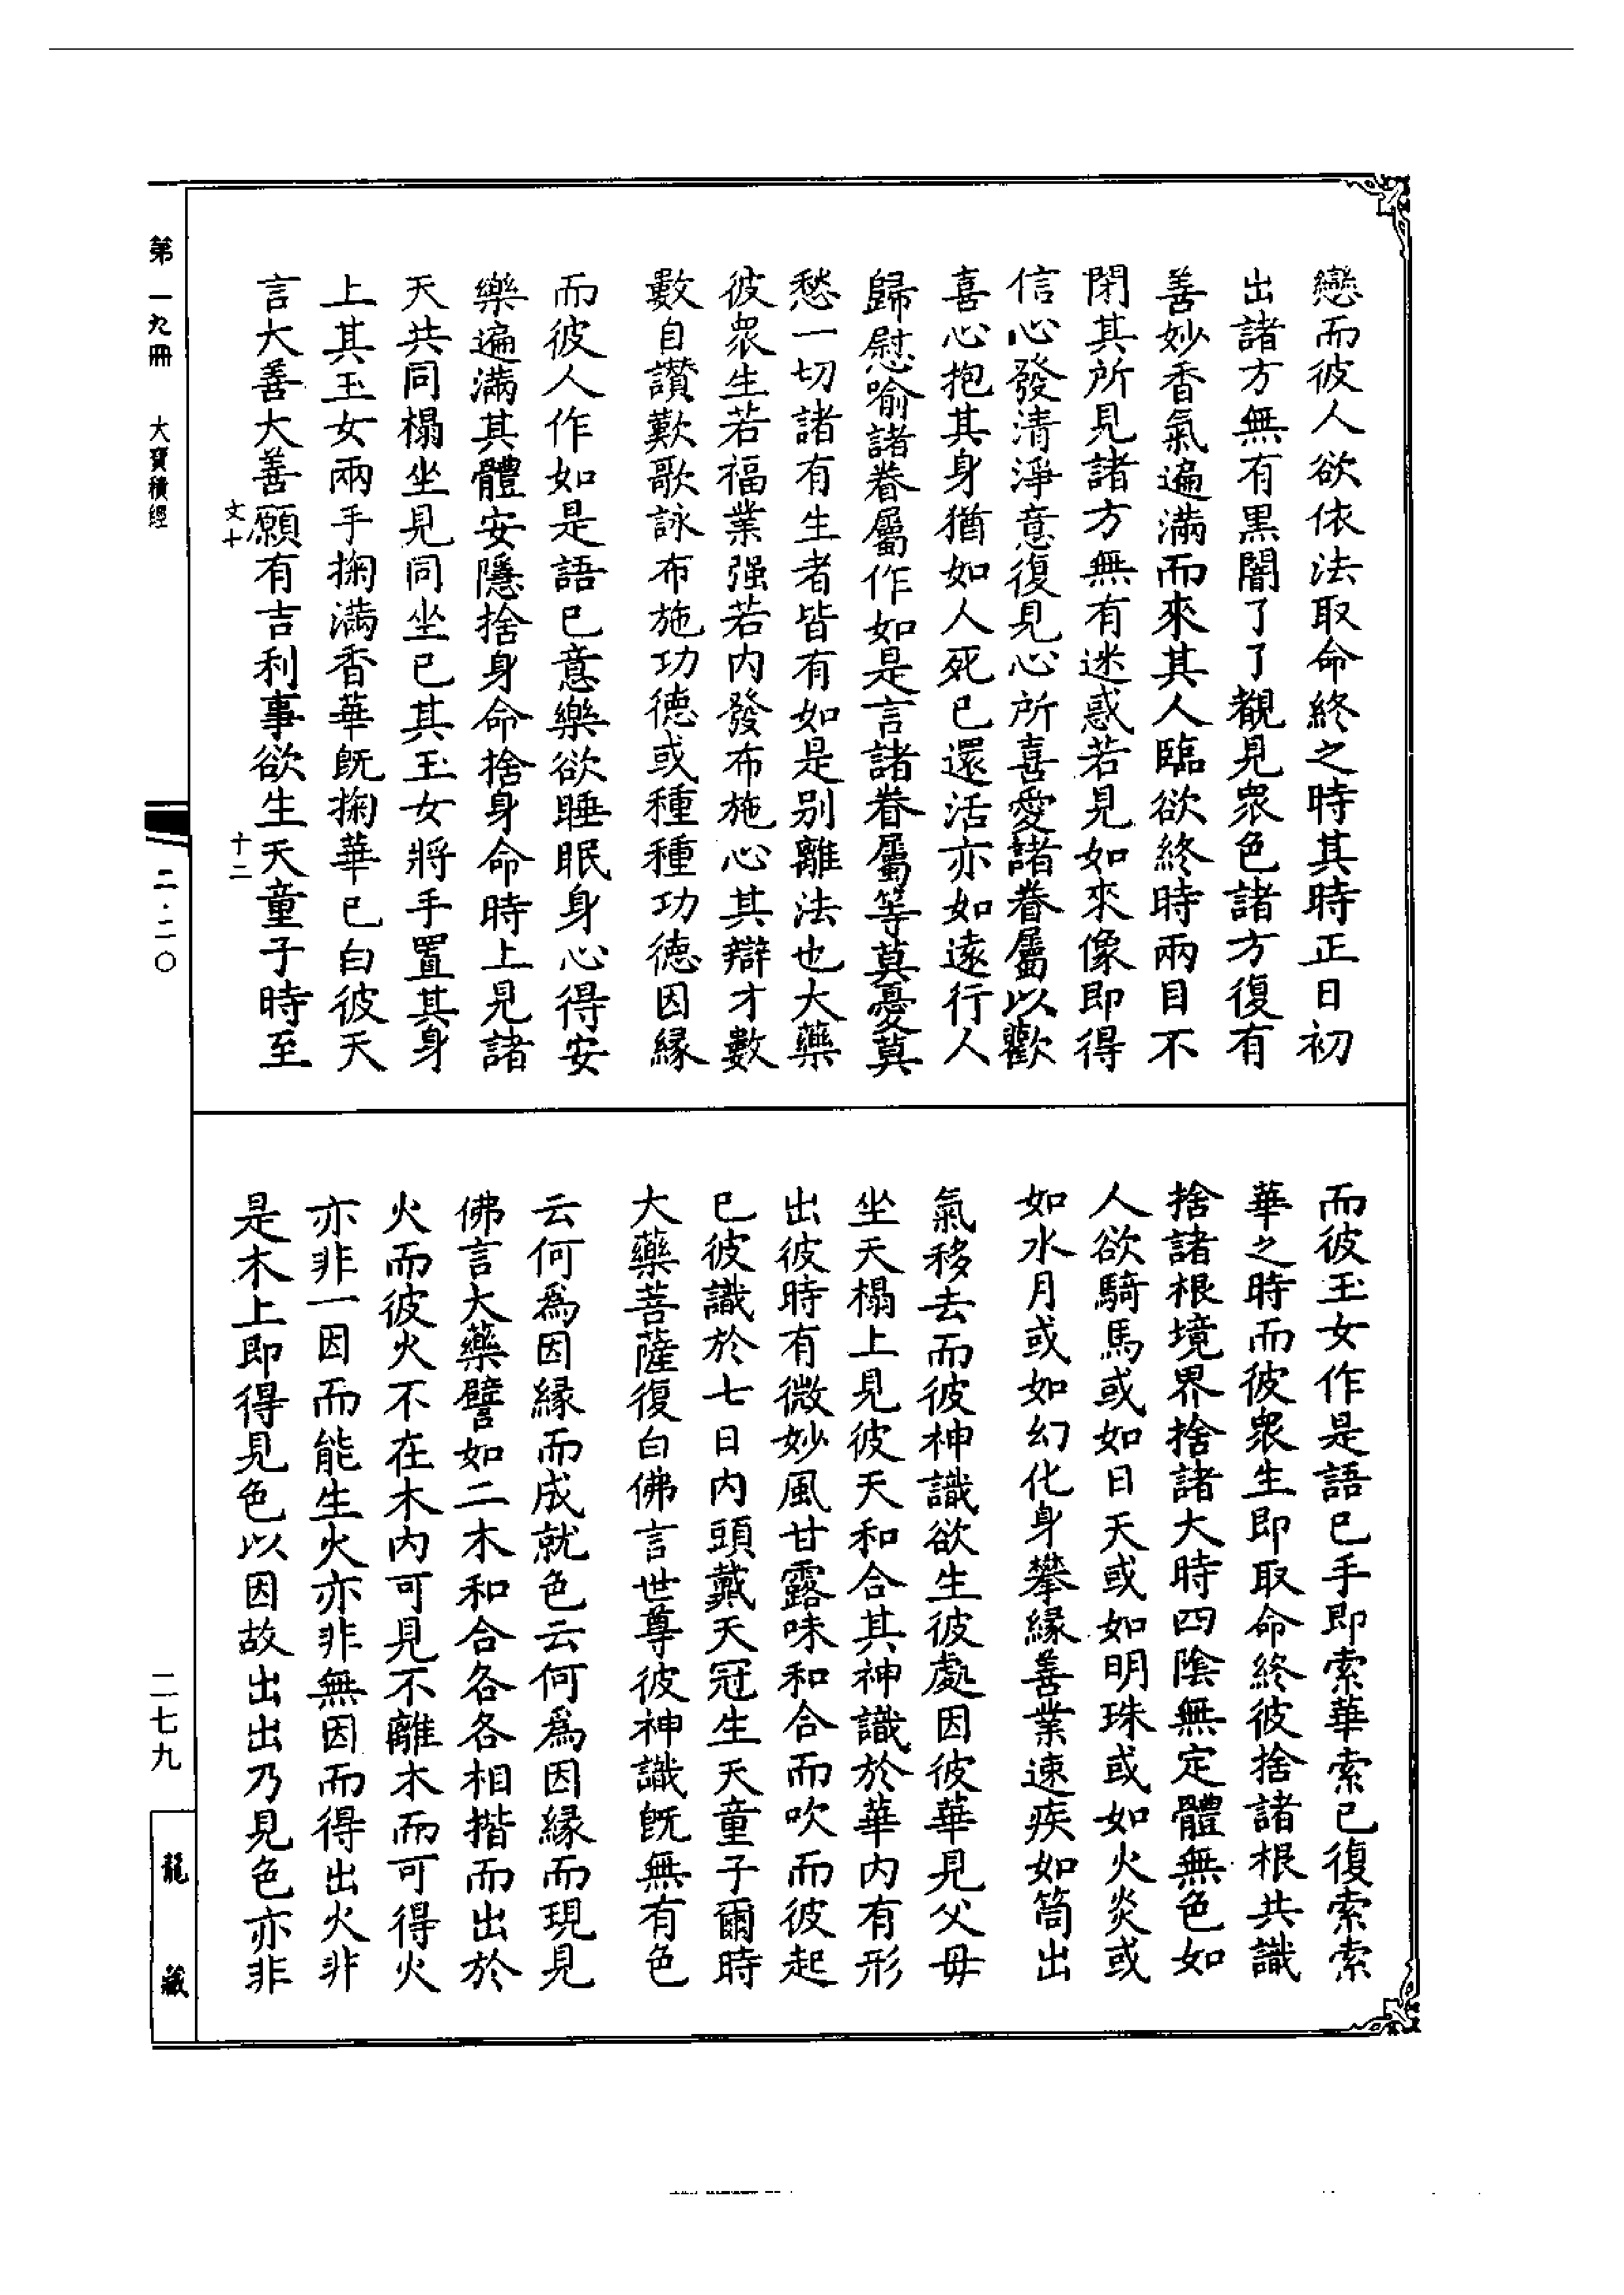 戀而彼人欲依法取命終之時其時正日初
出諸方無有黑闇了了覩見衆色諸方復有
善妙香氣遍滿而來其人臨欲終時兩目不
閉其所見諸方無有迷惑若見如來像即得
信心發清淨意復見心所喜愛諸眷屬以歡
喜心抱其身猶如人死已還活亦如遠行人
歸慰喻諸眷屬作如是言諸眷屬等莫憂莫
愁一切諸有生者皆有如是別離法也大藥
彼衆生若福業强若內發布施心其辯才數
數自讚歎歌詠布施功德或種種功德因緣
而彼人作如是語已意樂欲睡眠身心得安
樂遍滿其體安隱捨身命捨身命時上見諸
天共同榻坐見同坐已其玉女將手置其身
上其玉女兩手掬滿香華既掬華已白彼天
言大善大善願有吉利事欲生天童子時至
文十
十二
而彼玉女作是語已手即索華索已復索索
華之時而彼衆生即取命終彼捨諸根共識
捨諸根境界捨諸大時四陰無定體無色如
人欲騎馬或如日天或如明珠或如火炎或
如水月或如幻化身攀緣善業速疾如筒出
氣移去而彼神識欲生彼處因彼華見父母
坐天榻上見彼天和合其神識於華內有形
出彼時有微妙風甘露味和合而吹而彼起
已彼識於七日內頭戴天冠生天童子爾時
大藥菩薩復白佛言世尊彼神識既無有色
云何爲因緣而成就色云何爲因緣而現見
佛言大藥譬如二木和合各各相揩而出於
火而彼火不在木內可見不離木而可得火
亦非一因而能生火亦非無因而得出火非
是木上即得見色以因故出出乃見色亦非
第一九冊 大寶積經
二·二〇
二七九
龍藏